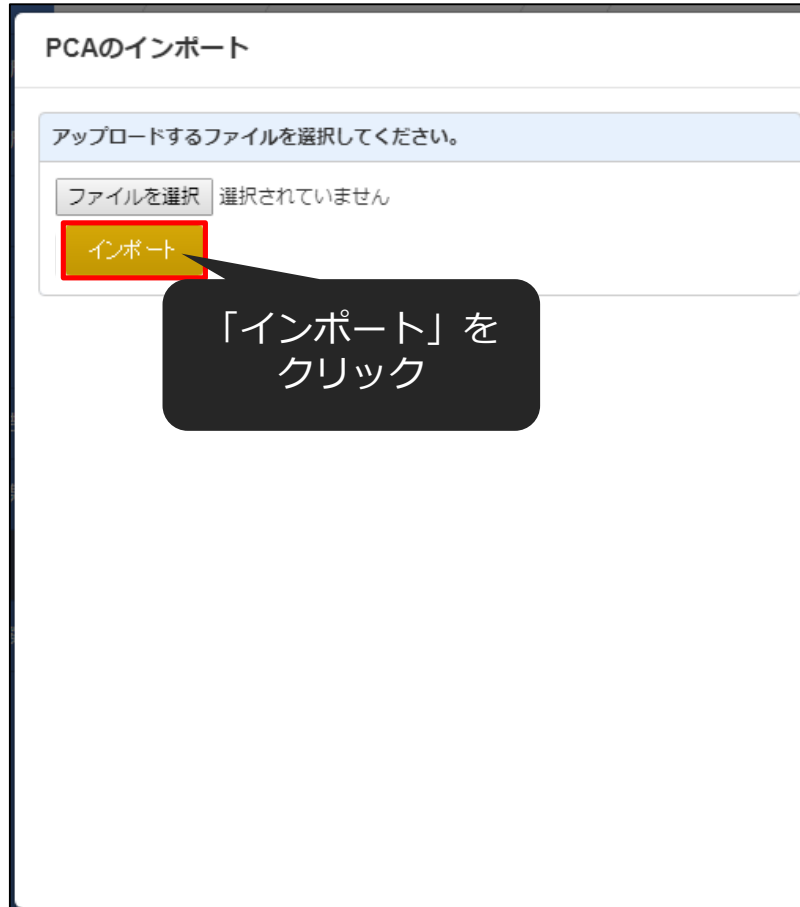 PCAのインポート
アップロードするファイルを選択してください。
ファイルを選択 選択されていません
インポート
「インポート」を
クリック